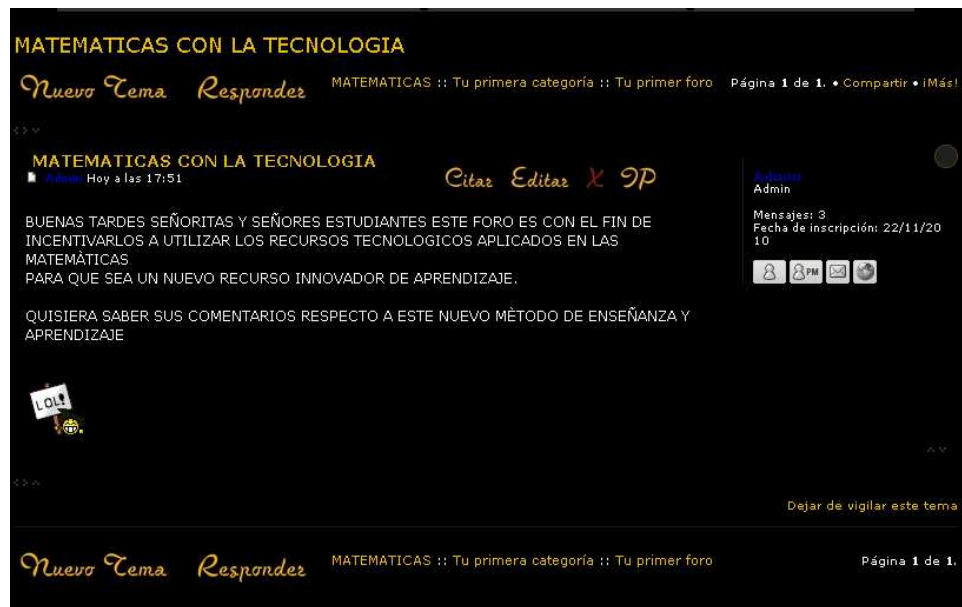 MATEMATICAS CON LA TECNOLOGIA
Nuevo Tema Responder MATEMATICAS :: Tu primera categoría :: Tu primer foro Página 1 de 1. • Compartir • ¡Más!
MATEMATICAS CON LA TECNOLOGIA
Admin Hoy a las 17:51
Citar Editar X IP
BUENAS TARDES SEÑORITAS Y SEÑORES ESTUDIANTES ESTE FORO ES CON EL FIN DE
INCENTIVARLOS A UTILIZAR LOS RECURSOS TECNOLOGICOS APLICADOS EN LAS
MATEMÀTICAS
PARA QUE SEA UN NUEVO RECURSO INNOVADOR DE APRENDIZAJE.
QUISIERA SABER SUS COMENTARIOS RESPECTO A ESTE NUEVO MÈTODO DE ENSEÑANZA Y
APRENDIZAJE
LOL!
Admin
Admin
Mensajes: 3
Fecha de inscripción: 22/11/20
10
PM
Dejar de vigilar este tema
Nuevo Tema Responder MATEMATICAS :: Tu primera categoría :: Tu primer foro Página 1 de 1.